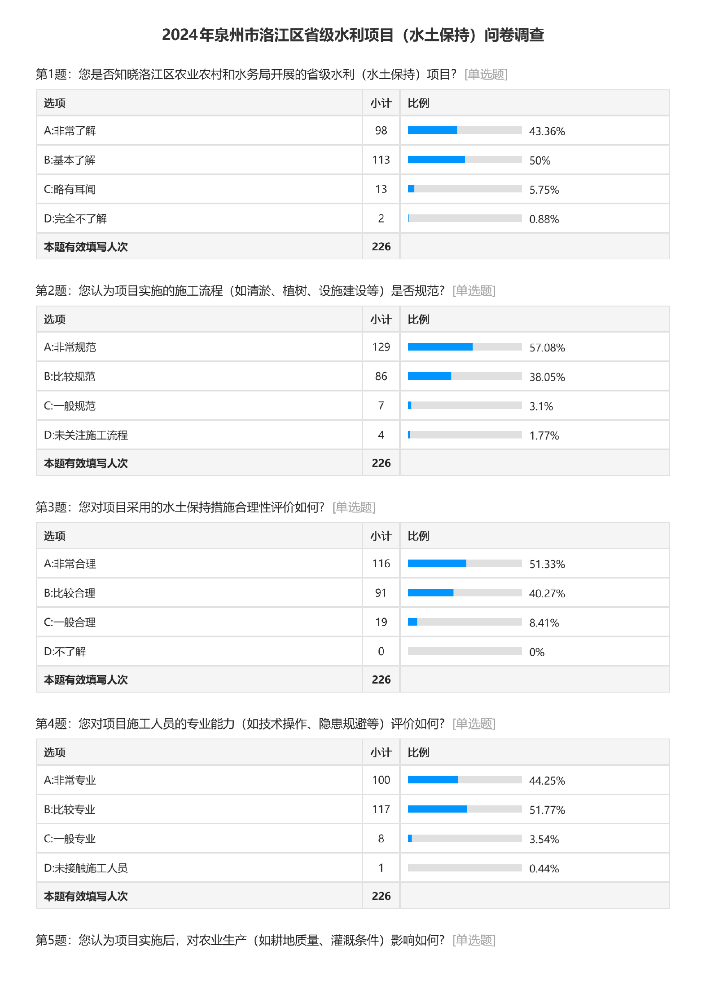 2024年泉州市洛江区省级水利项目（水土保持）问卷调查
第1题：您是否知晓洛江区农业农村和水务局开展的省级水利（水土保持）项目？ [单选题]
选项 小计 比例
A:非常了解 98 43.36%
B:基本了解 113 50%
C:略有耳闻 13 5.75%
D:完全不了解 2 0.88%
本题有效填写人次 226
第2题：您认为项目实施的施工流程（如清淤、植树、设施建设等）是否规范？ [单选题]
选项 小计 比例
A:非常规范 129 57.08%
B:比较规范 86 38.05%
C:一般规范 7 3.1%
D:未关注施工流程 4 1.77%
本题有效填写人次 226
第3题：您对项目采用的水土保持措施合理性评价如何？ [单选题]
选项 小计 比例
A:非常合理 116 51.33%
B:比较合理 91 40.27%
C:一般合理 19 8.41%
D:不了解 0 0%
本题有效填写人次 226
第4题：您对项目施工人员的专业能力（如技术操作、隐患规避等）评价如何？ [单选题]
选项 小计 比例
A:非常专业 100 44.25%
B:比较专业 117 51.77%
C:一般专业 8 3.54%
D:未接触施工人员 1 0.44%
本题有效填写人次 226
第5题：您认为项目实施后，对农业生产（如耕地质量、灌溉条件）影响如何？ [单选题]